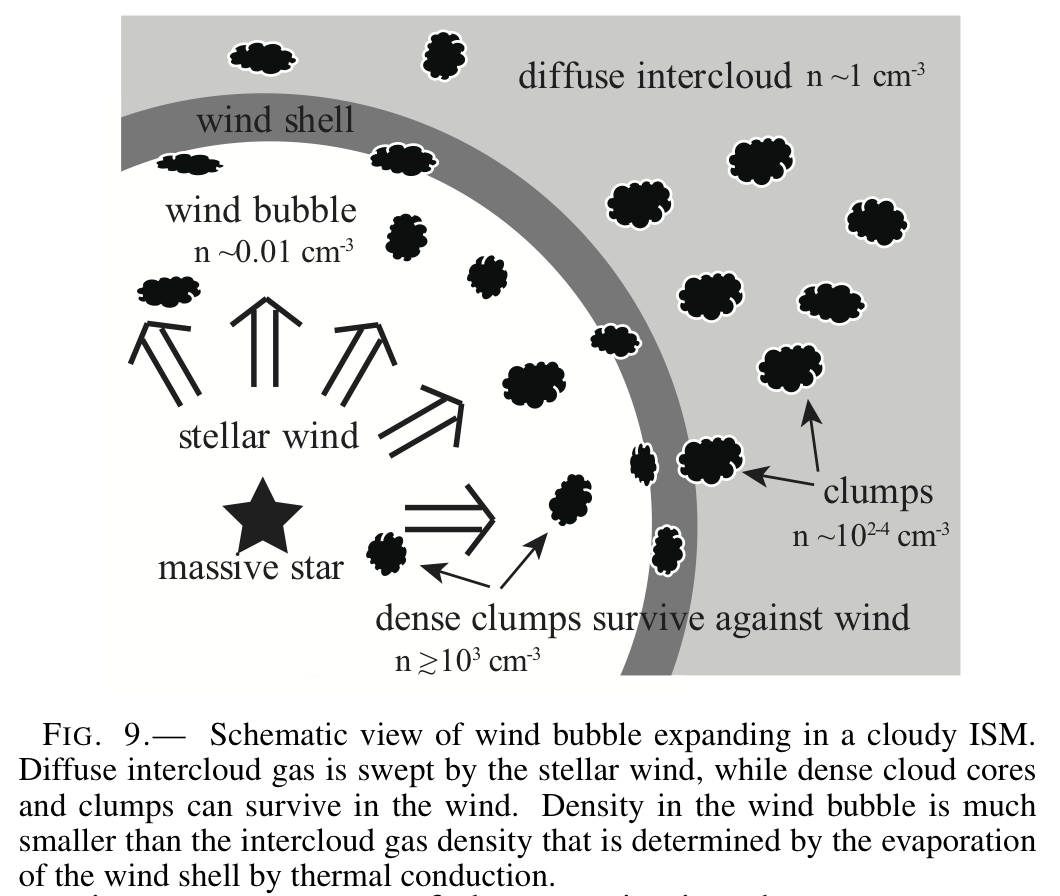 diffuse intercloud n ~1 cm⁻³
wind shell
wind bubble
n ~0.01 cm⁻³
stellar wind
clumps
n ~10²⁻⁴ cm⁻³
massive star
dense clumps survive against wind
n ≳10³ cm⁻³
FIG. 9.— Schematic view of wind bubble expanding in a cloudy ISM.
Diffuse intercloud gas is swept by the stellar wind, while dense cloud cores
and clumps can survive in the wind. Density in the wind bubble is much
smaller than the intercloud gas density that is determined by the evaporation
of the wind shell by thermal conduction.